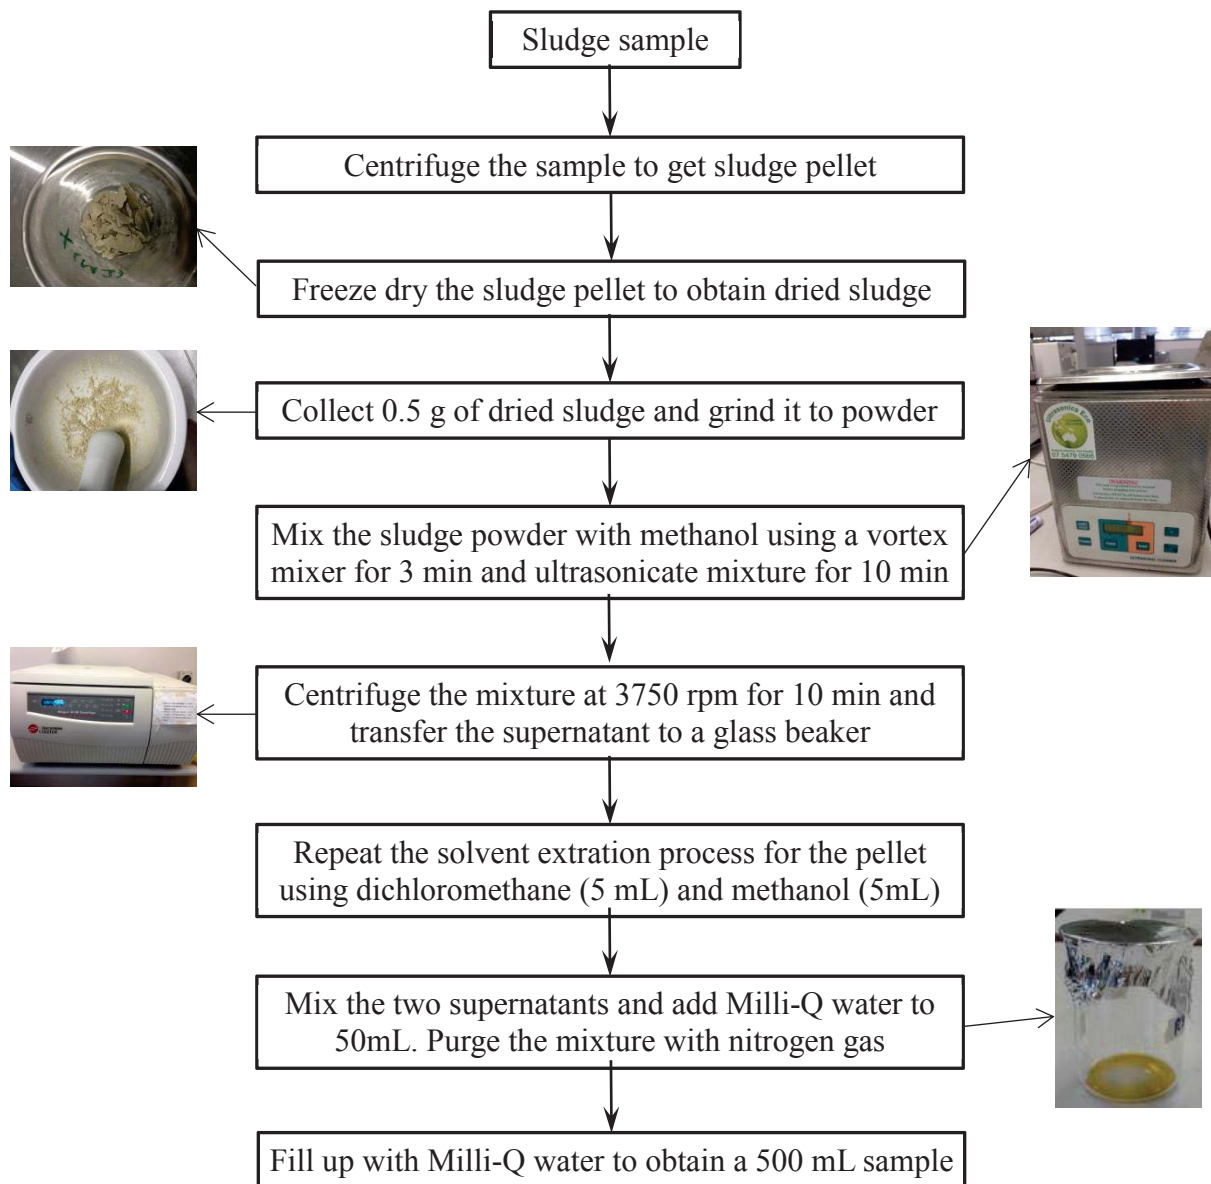 Sludge sample
Centrifuge the sample to get sludge pellet
Freeze dry the sludge pellet to obtain dried sludge
Collect 0.5 g of dried sludge and grind it to powder
Mix the sludge powder with methanol using a vortex
mixer for 3 min and ultrasonicate mixture for 10 min
Centrifuge the mixture at 3750 rpm for 10 min and
transfer the supernatant to a glass beaker
Repeat the solvent extration process for the pellet
using dichloromethane (5 mL) and methanol (5mL)
Mix the two supernatants and add Milli-Q water to
50mL. Purge the mixture with nitrogen gas
Fill up with Milli-Q water to obtain a 500 mL sample
WARNING